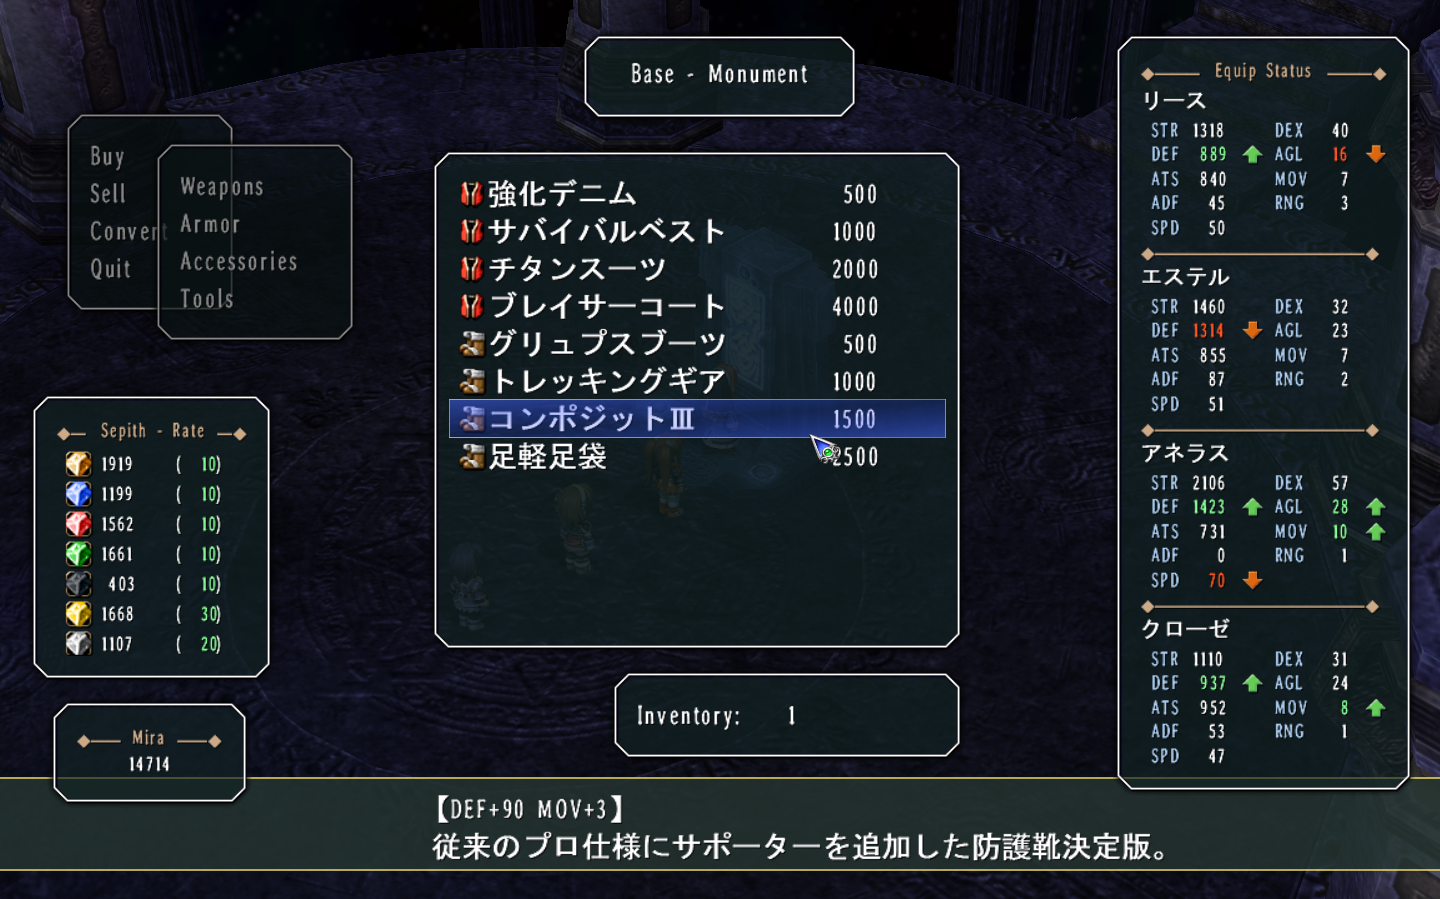 Base - Monument
Buy
Sell
Convert
Quit
Weapons
Armor
Accessories
Tools
強化デニム 500
サバイバルベスト 1000
チタンスーツ 2000
ブレイサーコート 4000
グリュプスブーツ 500
トレッキングギア 1000
コンポジットⅢ 1500
足軽足袋 2500
Sepith - Rate
1919 ( 10)
1199 ( 10)
1562 ( 10)
1661 ( 10)
403 ( 10)
1668 ( 30)
1107 ( 20)
Mira
14714
Inventory: 1
Equip Status
リース
STR 1318 DEX 40
DEF 889 AGL 16
ATS 840 MOV 7
ADF 45 RNG 3
SPD 50
エステル
STR 1460 DEX 32
DEF 1314 AGL 23
ATS 855 MOV 7
ADF 87 RNG 2
SPD 51
アネラス
STR 2106 DEX 57
DEF 1423 AGL 28
ATS 731 MOV 10
ADF 0 RNG 1
SPD 70
クローゼ
STR 1110 DEX 31
DEF 937 AGL 24
ATS 952 MOV 8
ADF 53 RNG 1
SPD 47
【DEF+90 MOV+3】
従来のプロ仕様にサポーターを追加した防護靴決定版。